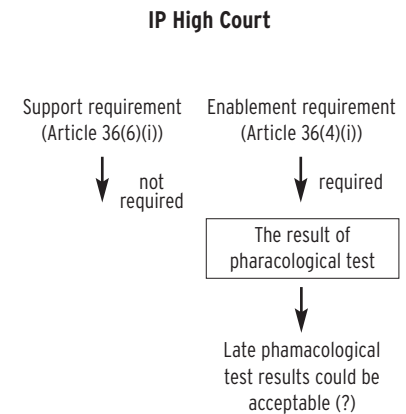 IP High Court
Support requirement
(Article 36(6)(i))
Enablement requirement
(Article 36(4)(i))
not
required
required
The result of
pharacological test
Late phamacological
test results could be
acceptable (?)